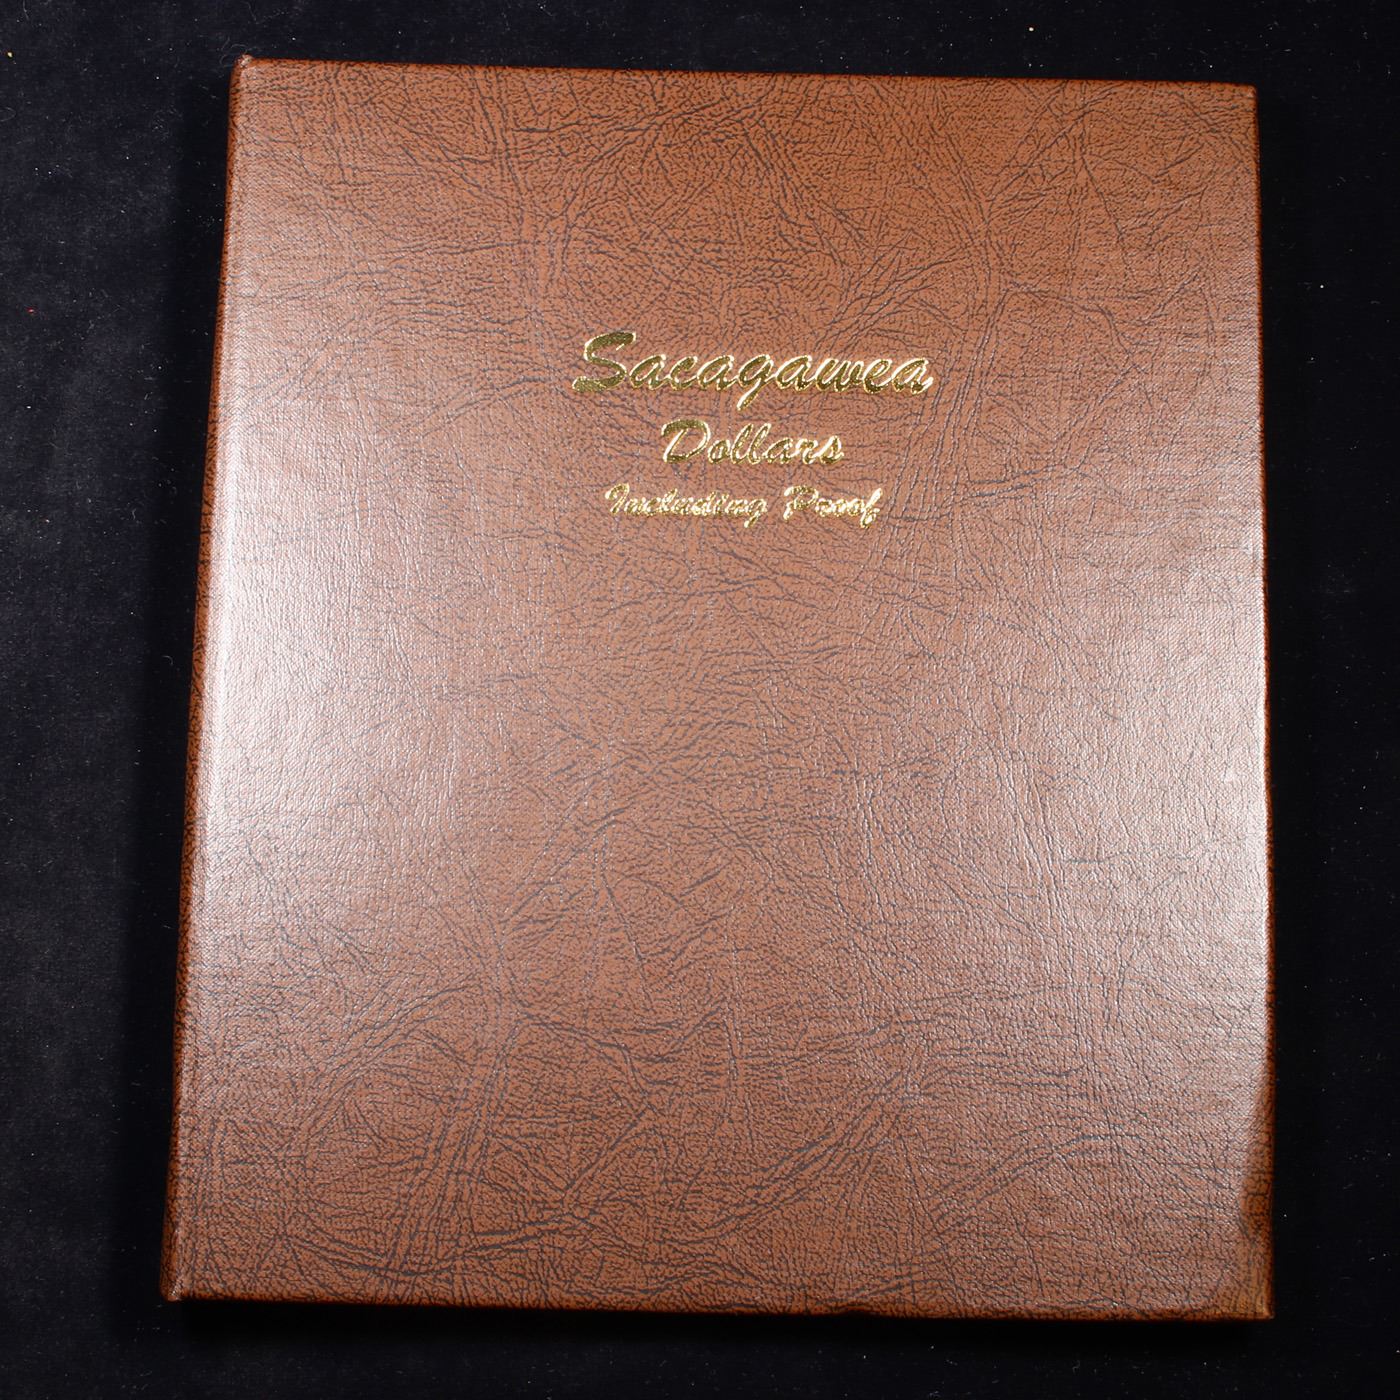 Sacagawea
Dollars
Including Proof